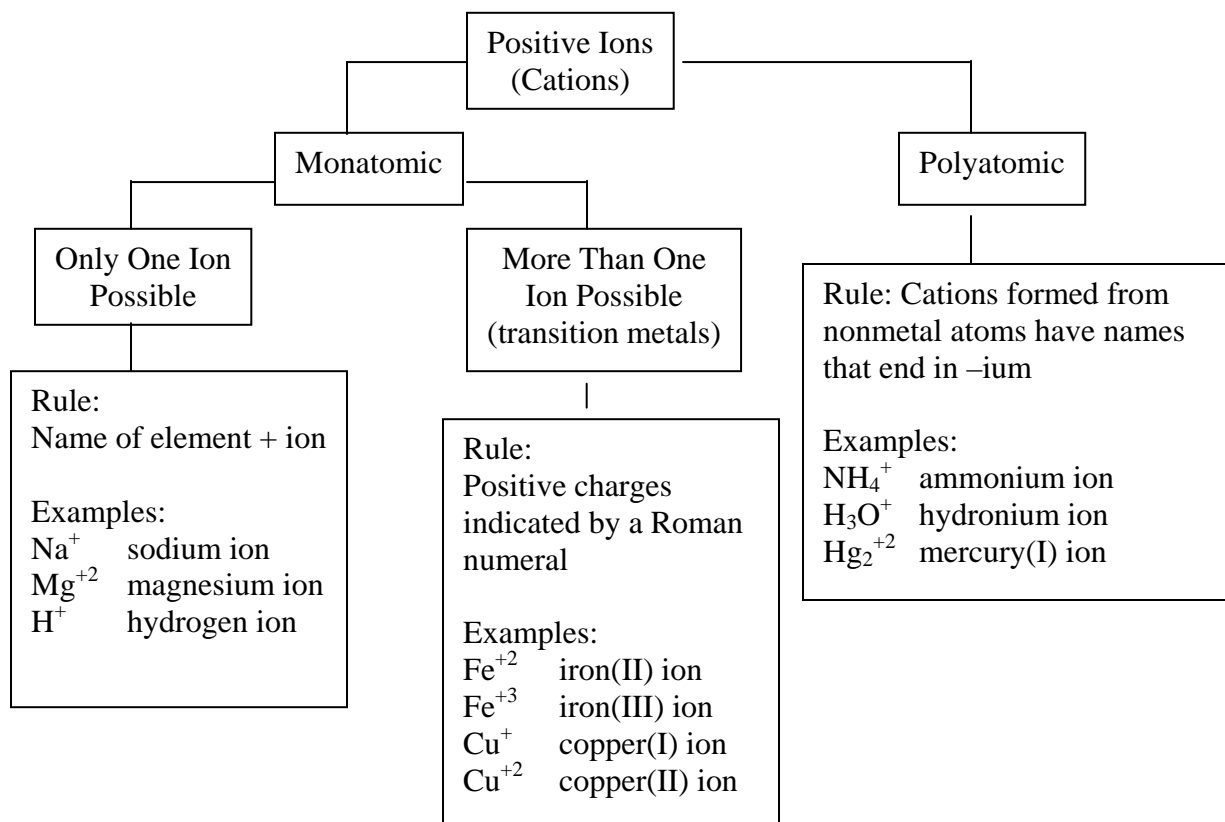 Positive Ions
(Cations)
Monatomic
Polyatomic
Only One Ion
Possible
More Than One
Ion Possible
(transition metals)
Rule:
Name of element + ion
Examples:
Na⁺ sodium ion
Mg⁺² magnesium ion
H⁺ hydrogen ion
Rule:
Positive charges
indicated by a Roman
numeral
Examples:
Fe⁺² iron(II) ion
Fe⁺³ iron(III) ion
Cu⁺ copper(I) ion
Cu⁺² copper(II) ion
Rule: Cations formed from
nonmetal atoms have names
that end in –ium
Examples:
NH₄⁺ ammonium ion
H₃O⁺ hydronium ion
Hg₂⁺² mercury(I) ion